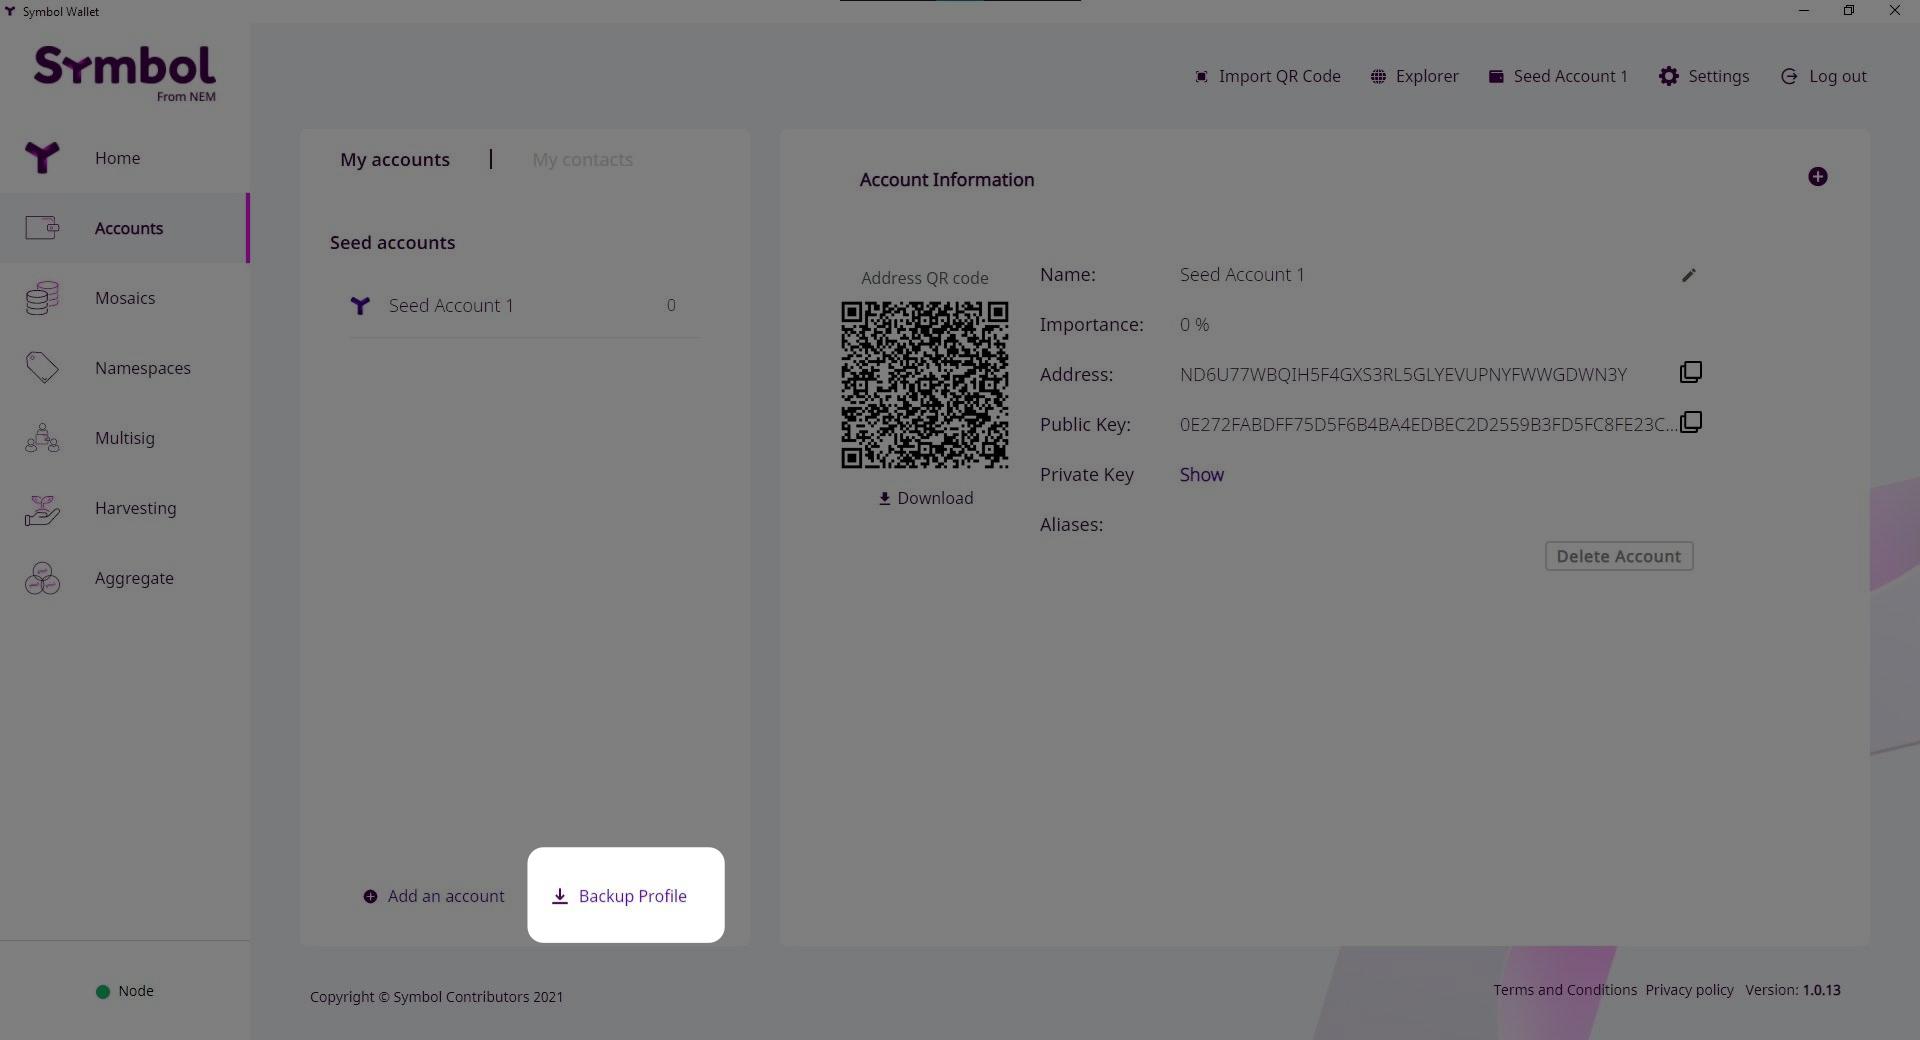 Symbol Wallet
Symbol
From NEM
Import QR Code
Explorer
Seed Account 1
Settings
Log out
Home
Accounts
Mosaics
Namespaces
Multisig
Harvesting
Aggregate
Node
My accounts | My contacts
Seed accounts
Seed Account 1 0
Add an account
Backup Profile
Account Information
Address QR code
Download
Name: Seed Account 1
Importance: 0 %
Address: ND6U77WBQIH5F4GXS3RL5GLYEVUPNYFWWGDWN3Y
Public Key: 0E272FABDFF75D5F6B4BA4EDBEC2D2559B3FD5FC8FE23C...
Private Key Show
Aliases:
Delete Account
Copyright © Symbol Contributors 2021
Terms and Conditions Privacy policy Version: 1.0.13